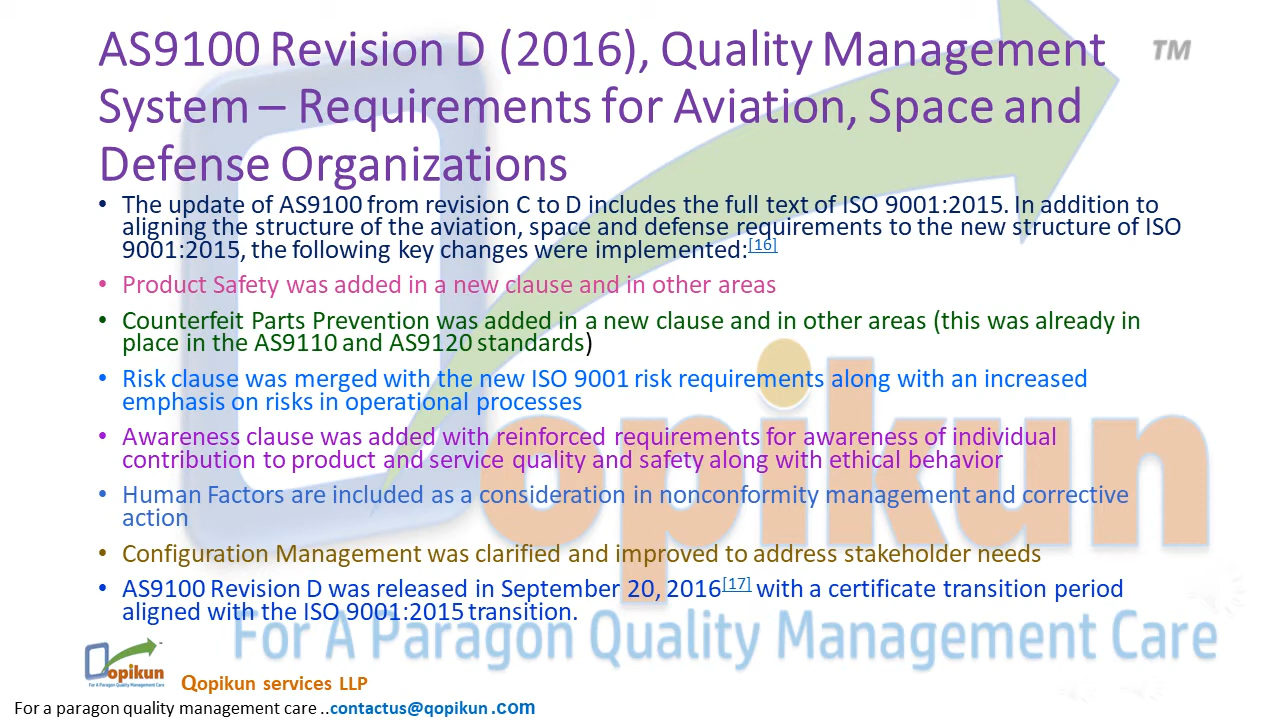 AS9100 Revision D (2016), Quality Management
System – Requirements for Aviation, Space and
Defense Organizations
TM
• The update of AS9100 from revision C to D includes the full text of ISO 9001:2015. In addition to
aligning the structure of the aviation, space and defense requirements to the new structure of ISO
9001:2015, the following key changes were implemented:[16]
• Product Safety was added in a new clause and in other areas
• Counterfeit Parts Prevention was added in a new clause and in other areas (this was already in
place in the AS9110 and AS9120 standards)
• Risk clause was merged with the new ISO 9001 risk requirements along with an increased
emphasis on risks in operational processes
• Awareness clause was added with reinforced requirements for awareness of individual
contribution to product and service quality and safety along with ethical behavior
• Human Factors are included as a consideration in nonconformity management and corrective
action
• Configuration Management was clarified and improved to address stakeholder needs
• AS9100 Revision D was released in September 20, 2016[17] with a certificate transition period
aligned with the ISO 9001:2015 transition.
opikun
For A Paragon Quality Management Care
opikun
For A Paragon Quality Management Care
Qopikun services LLP
For a paragon quality management care ..contactus@qopikun .com